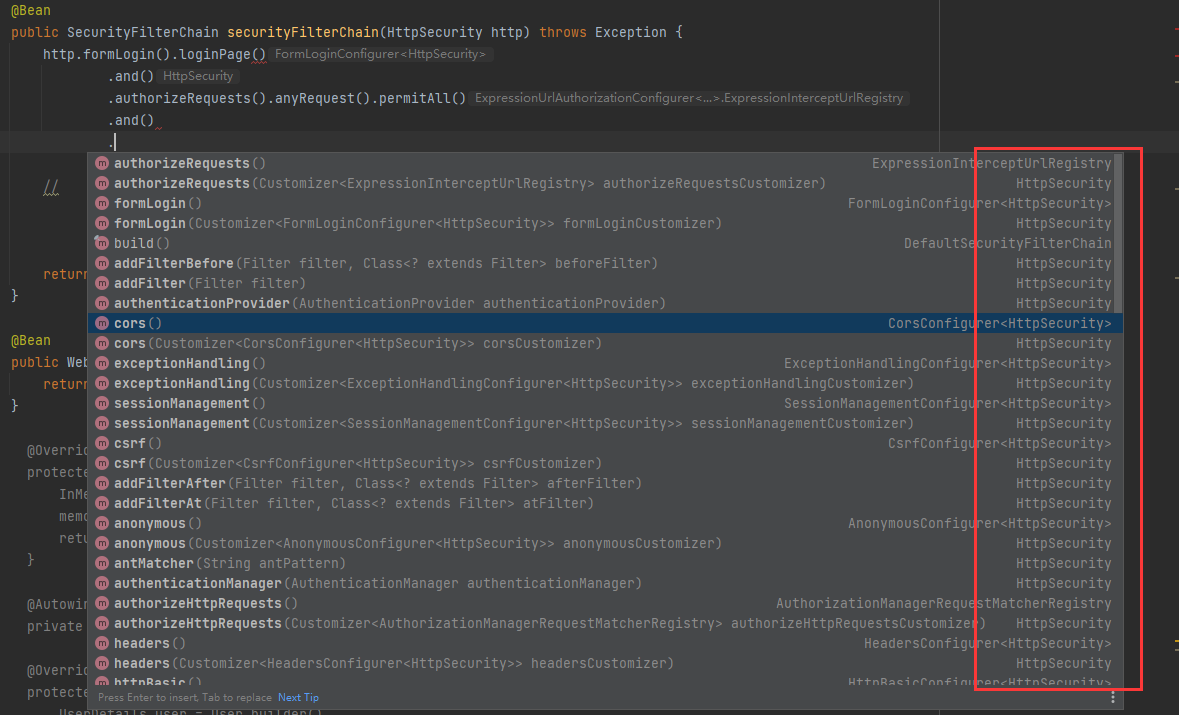 @Bean
public SecurityFilterChain securityFilterChain(HttpSecurity http) throws Exception {
http.formLogin().loginPage() FormLoginConfigurer<HttpSecurity>
.and() HttpSecurity
.authorizeRequests().anyRequest().permitAll() ExpressionUrlAuthorizationConfigurer<...>.ExpressionInterceptUrlRegistry
.and()
.
authorizeRequests() ExpressionInterceptUrlRegistry
authorizeRequests(Customizer<ExpressionInterceptUrlRegistry> authorizeRequestsCustomizer) HttpSecurity
// formLogin() FormLoginConfigurer<HttpSecurity>
formLogin(Customizer<FormLoginConfigurer<HttpSecurity>> formLoginCustomizer) HttpSecurity
build() DefaultSecurityFilterChain
addFilterBefore(Filter filter, Class<? extends Filter> beforeFilter) HttpSecurity
return addFilter(Filter filter) HttpSecurity
} authenticationProvider(AuthenticationProvider authenticationProvider) HttpSecurity
cors() CorsConfigurer<HttpSecurity>
@Bean cors(Customizer<CorsConfigurer<HttpSecurity>> corsCustomizer) HttpSecurity
public Web exceptionHandling() ExceptionHandlingConfigurer<HttpSecurity>
return exceptionHandling(Customizer<ExceptionHandlingConfigurer<HttpSecurity>> exceptionHandlingCustomizer) HttpSecurity
} sessionManagement() SessionManagementConfigurer<HttpSecurity>
sessionManagement(Customizer<SessionManagementConfigurer<HttpSecurity>> sessionManagementCustomizer) HttpSecurity
@Overrid csrf() CsrfConfigurer<HttpSecurity>
protecte csrf(Customizer<CsrfConfigurer<HttpSecurity>> csrfCustomizer) HttpSecurity
InMe addFilterAfter(Filter filter, Class<? extends Filter> afterFilter) HttpSecurity
memo addFilterAt(Filter filter, Class<? extends Filter> atFilter) HttpSecurity
retu anonymous() AnonymousConfigurer<HttpSecurity>
} anonymous(Customizer<AnonymousConfigurer<HttpSecurity>> anonymousCustomizer) HttpSecurity
antMatcher(String antPattern) HttpSecurity
authenticationManager(AuthenticationManager authenticationManager) HttpSecurity
@Autowir authorizeHttpRequests() AuthorizationManagerRequestMatcherRegistry
private authorizeHttpRequests(Customizer<AuthorizationManagerRequestMatcherRegistry> authorizeHttpRequestsCustomizer) HttpSecurity
headers() HeadersConfigurer<HttpSecurity>
@Overrid headers(Customizer<HeadersConfigurer<HttpSecurity>> headersCustomizer) HttpSecurity
protecte httpBasic() HttpBasicConfigurer<HttpSecurity>
Press Enter to insert, Tab to replace Next Tip
UserDetails user = User.builder()